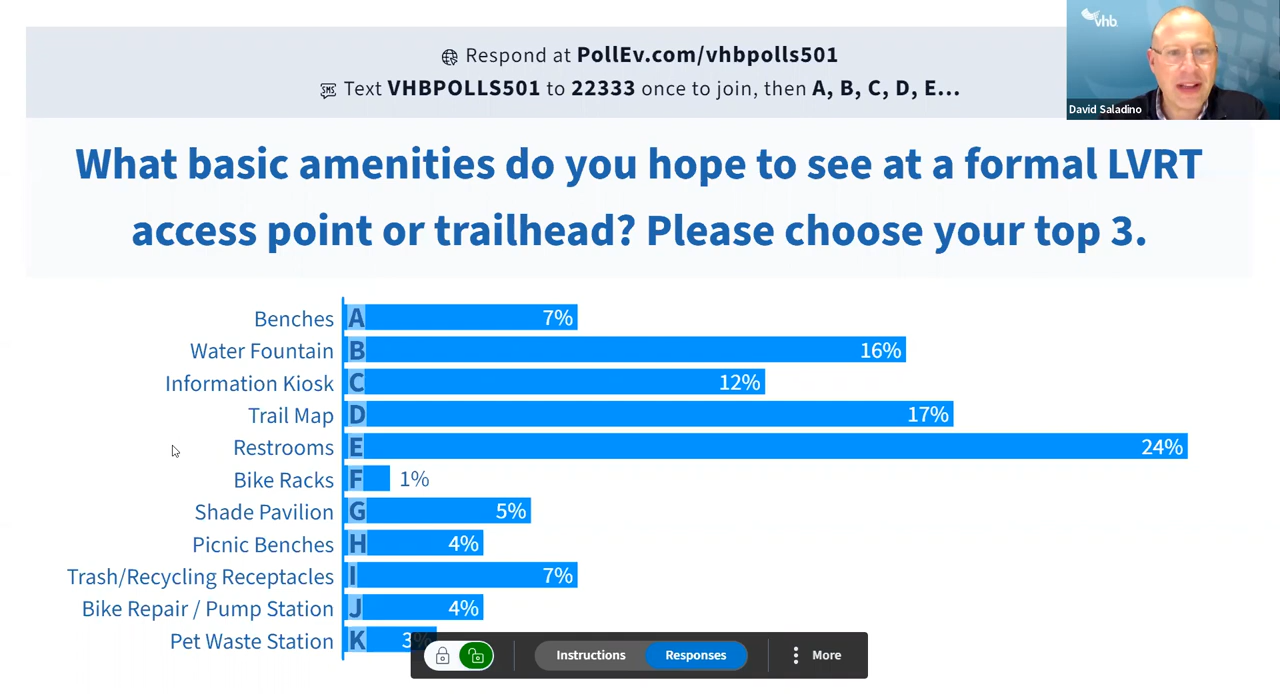 Respond at PollEv.com/vhbpolls501
SMS Text VHBPOLLS501 to 22333 once to join, then A, B, C, D, E...
vhb
David Saladino
What basic amenities do you hope to see at a formal LVRT
access point or trailhead? Please choose your top 3.
Benches A 7%
Water Fountain B 16%
Information Kiosk C 12%
Trail Map D 17%
Restrooms E 24%
Bike Racks F 1%
Shade Pavilion G 5%
Picnic Benches H 4%
Trash/Recycling Receptacles I 7%
Bike Repair / Pump Station J 4%
Pet Waste Station K 3%
Instructions Responses More